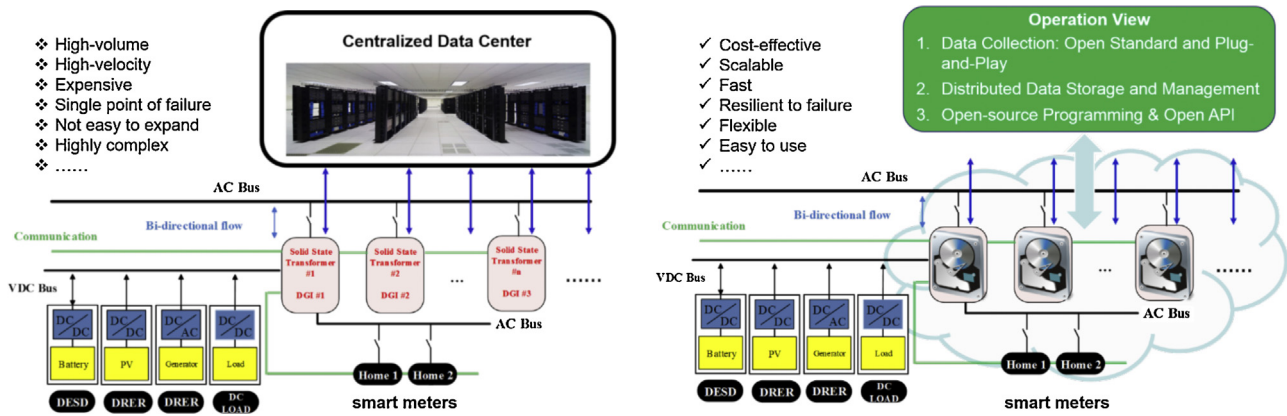 ❖ High-volume
❖ High-velocity
❖ Expensive
❖ Single point of failure
❖ Not easy to expand
❖ Highly complex
❖ ......
Centralized Data Center
AC Bus
Bi-directional flow
Communication
Solid State
Transformer
#1
DGI #1
Solid State
Transformer
#2
DGI #2
...
Solid State
Transformer
#n
DGI #3
......
VDC Bus
AC Bus
DC/DC
Battery
DESD
DC/DC
PV
DRER
DC/AC
Generator
DRER
DC/DC
Load
DC
LOAD
Home 1
Home 2
smart meters
✓ Cost-effective
✓ Scalable
✓ Fast
✓ Resilient to failure
✓ Flexible
✓ Easy to use
✓ ......
Operation View
1. Data Collection: Open Standard and Plug-
and-Play
2. Distributed Data Storage and Management
3. Open-source Programming & Open API
AC Bus
Bi-directional flow
Communication
...
......
VDC Bus
AC Bus
DC/DC
Battery
DESD
DC/DC
PV
DRER
DC/AC
Generator
DRER
DC/DC
Load
DC
LOAD
Home 1
Home 2
smart meters